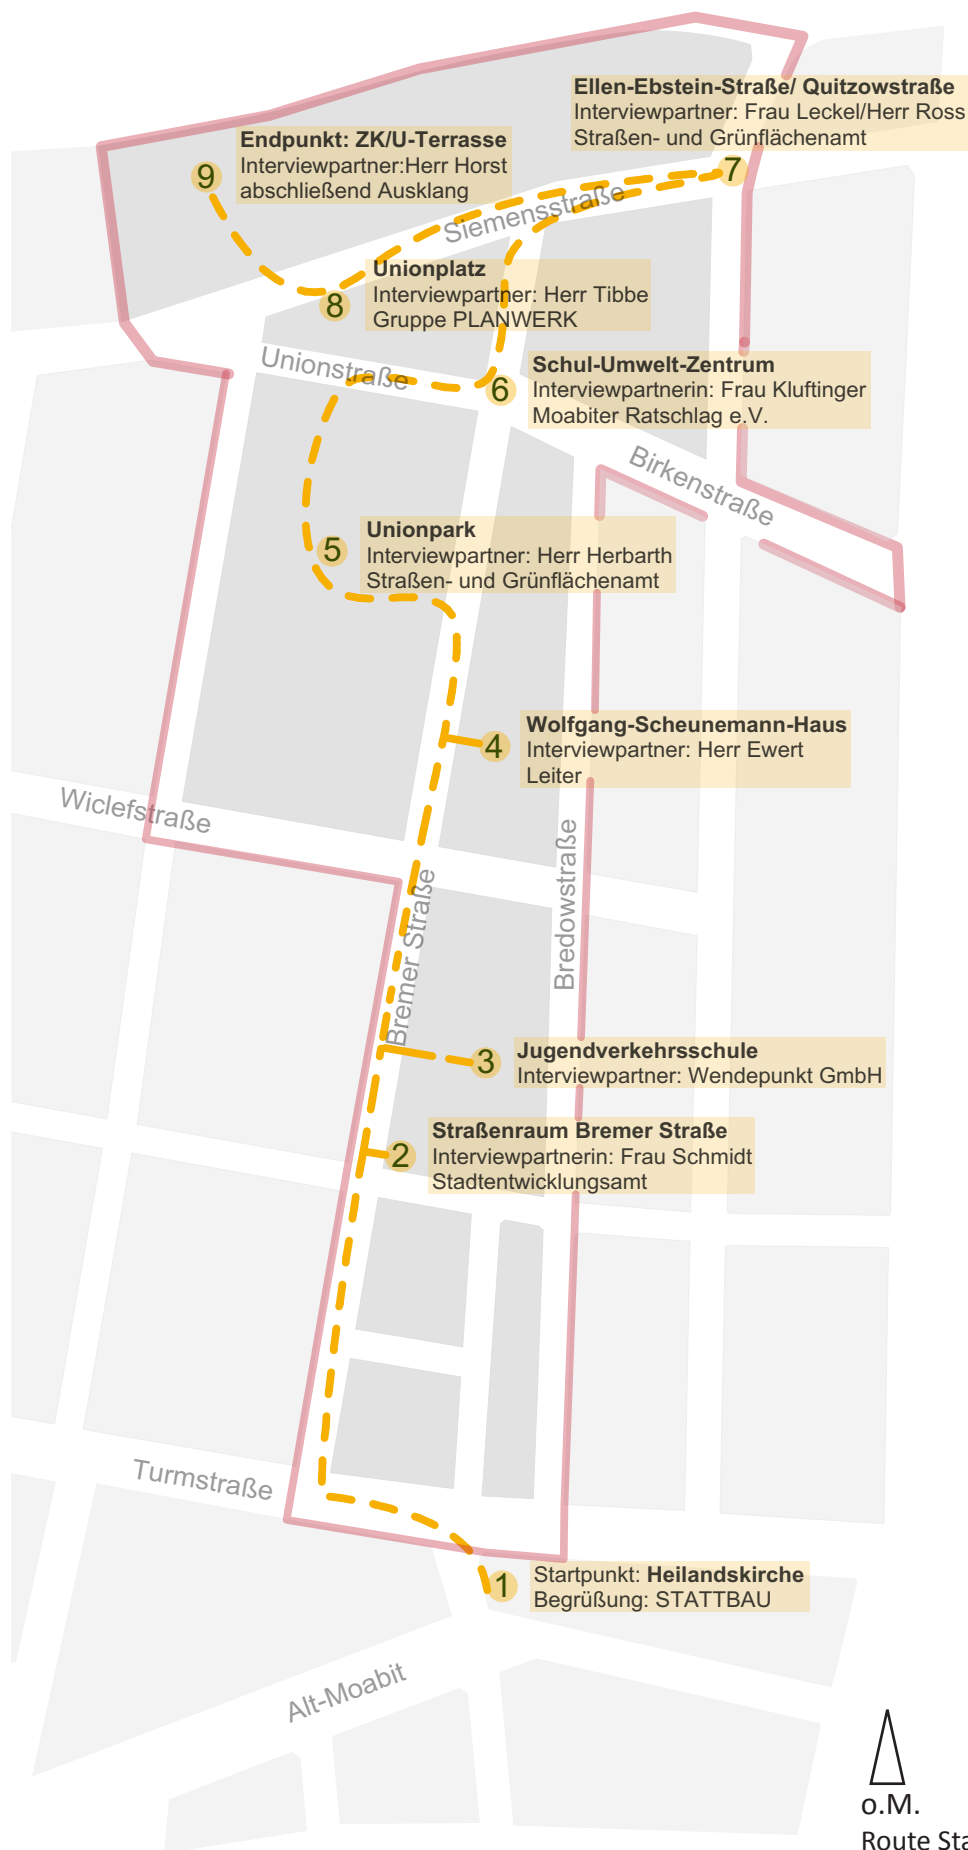 Ellen-Ebstein-Straße/ Quitzowstraße
Interviewpartner: Frau Leckel/Herr Ross
Straßen- und Grünflächenamt
Endpunkt: ZK/U-Terrasse
Interviewpartner:Herr Horst
abschließend Ausklang
9
7
Siemensstraße
Unionplatz
Interviewpartner: Herr Tibbe
Gruppe PLANWERK
8
Unionstraße
Schul-Umwelt-Zentrum
Interviewpartnerin: Frau Kluftinger
Moabiter Ratschlag e.V.
6
Birkenstraße
Unionpark
Interviewpartner: Herr Herbarth
Straßen- und Grünflächenamt
5
Wolfgang-Scheunemann-Haus
Interviewpartner: Herr Ewert
Leiter
4
Wiclefstraße
Bremer Straße
Bredowstraße
Jugendverkehrsschule
Interviewpartner: Wendepunkt GmbH
3
Straßenraum Bremer Straße
Interviewpartnerin: Frau Schmidt
Stadtentwicklungsamt
2
Turmstraße
Startpunkt: Heilandskirche
Begrüßung: STATTBAU
1
Alt-Moabit
o.M.
Route Sta